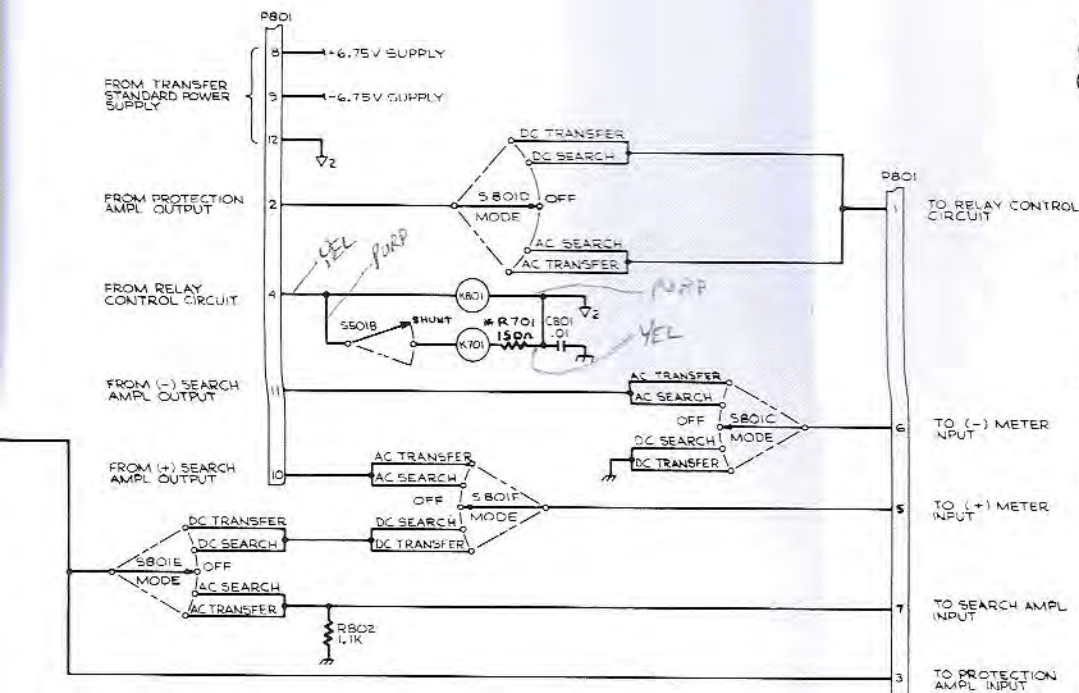 P801
8
+6.75V SUPPLY
FROM TRANSFER
STANDARD POWER
SUPPLY
9
-6.75V SUPPLY
12
2
DC TRANSFER
DC SEARCH
P801
FROM PROTECTION
AMPL OUTPUT
2
S801D
OFF
MODE
1
TO RELAY CONTROL
CIRCUIT
AC SEARCH
AC TRANSFER
YEL
PURP
FROM RELAY
CONTROL CIRCUIT
4
K801
2
PURP
S501B
SHUNT
K701
*R701
150Ω
C801
.01
YEL
FROM (-) SEARCH
AMPL OUTPUT
11
AC TRANSFER
AC SEARCH
OFF
S801C
MODE
6
TO (-) METER
INPUT
DC SEARCH
DC TRANSFER
FROM (+) SEARCH
AMPL OUTPUT
10
AC TRANSFER
AC SEARCH
OFF
S801F
MODE
5
TO (+) METER
INPUT
DC SEARCH
DC TRANSFER
DC TRANSFER
DC SEARCH
S801E
OFF
MODE
AC SEARCH
AC TRANSFER
7
TO SEARCH AMPL
INPUT
R802
1.1K
3
TO PROTECTION
AMPL INPUT